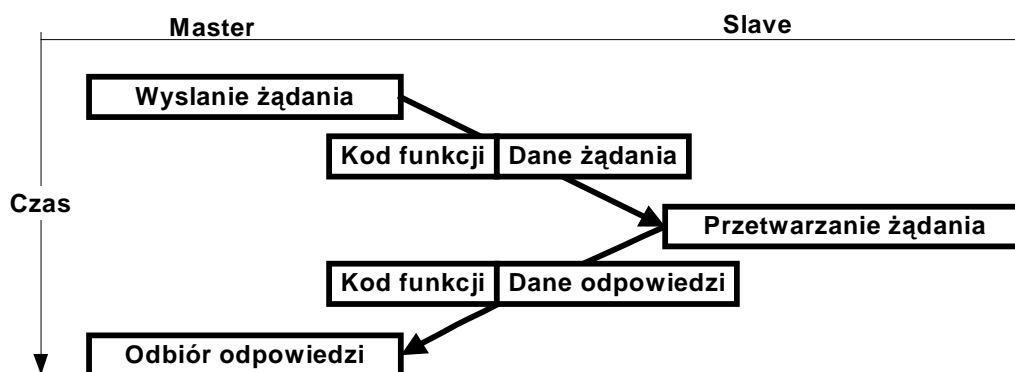 Master
Slave
Wyslanie żądania
Kod funkcji Dane żądania
Czas
Przetwarzanie żądania
Kod funkcji Dane odpowiedzi
Odbiór odpowiedzi